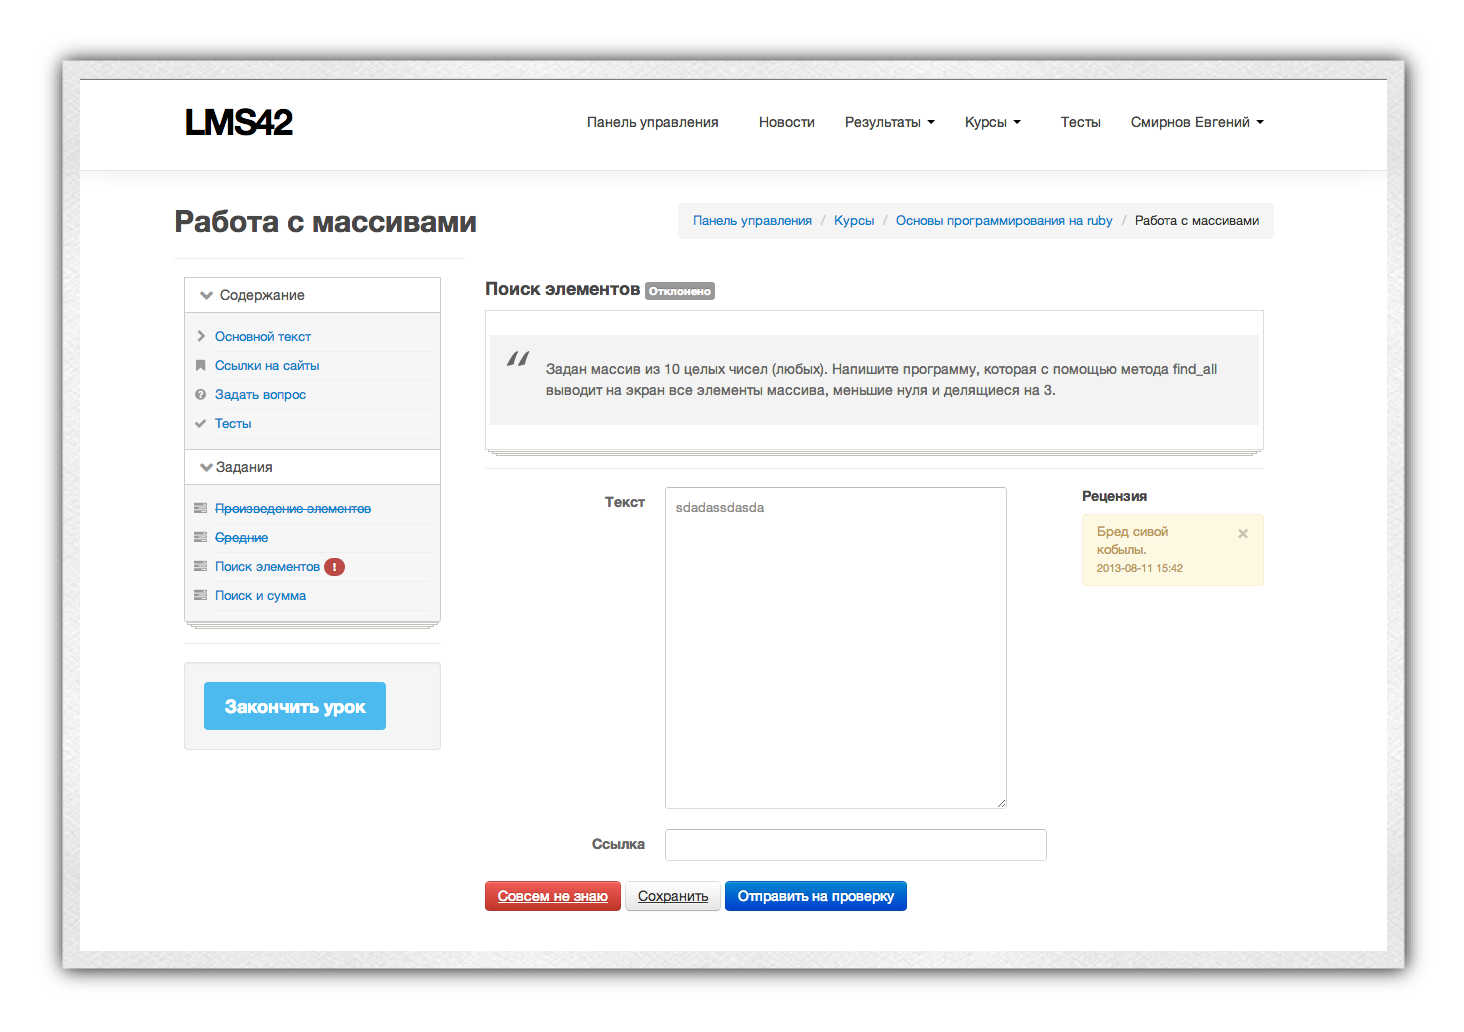 LMS42
Панель управления Новости Результаты Курсы Тесты Смирнов Евгений
Работа с массивами
Панель управления / Курсы / Основы программирования на ruby / Работа с массивами
Содержание
Основной текст
Ссылки на сайты
Задать вопрос
Тесты
Задания
Произведение элементов
Средние
Поиск элементов !
Поиск и сумма
Закончить урок
Поиск элементов Отклонено
Задан массив из 10 целых чисел (любых). Напишите программу, которая с помощью метода find_all
выводит на экран все элементы массива, меньшие нуля и делящиеся на 3.
Текст
sdadassdasda
Рецензия
Бред сивой
кобылы.
2013-08-11 15:42
Ссылка
Совсем не знаю Сохранить Отправить на проверку